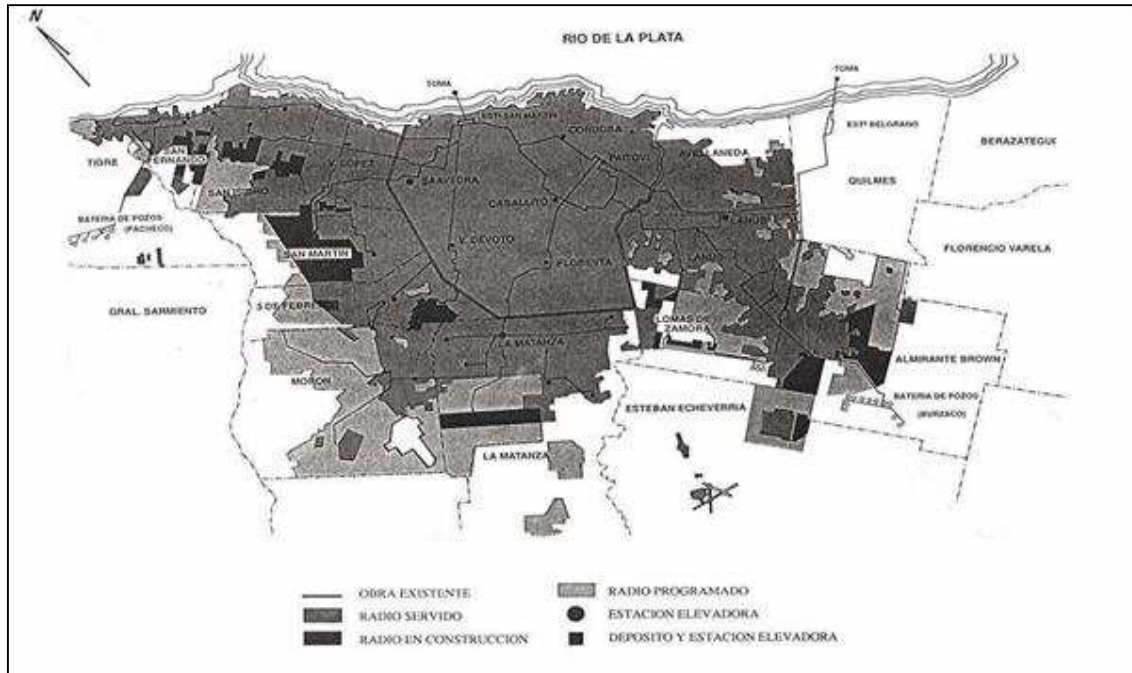 N
RIO DE LA PLATA
TOMA
TOMA
ESTº SAN MARTIN
ESTº BELGRANO
CORDOBA
BERAZATEGUI
TIGRE
SAN FERNANDO
V. LOPEZ
PAITOVI
AVELLANEDA
SAAVEDRA
QUILMES
SAN ISIDRO
CABALLITO
LANUS
BATERIA DE POZOS
(PACHECO)
V. DEVOTO
FLORENCIO VARELA
SAN MARTIN
FLORESTA
LANUS
3 DE FEBRERO
GRAL. SARMIENTO
LOMAS DE
ZAMORA
LA MATANZA
ALMIRANTE BROWN
MORON
ESTEBAN ECHEVERRIA
BATERIA DE POZOS
(BURZACO)
LA MATANZA
OBRA EXISTENTE
RADIO SERVIDO
RADIO EN CONSTRUCCION
RADIO PROGRAMADO
ESTACION ELEVADORA
DEPOSITO Y ESTACION ELEVADORA